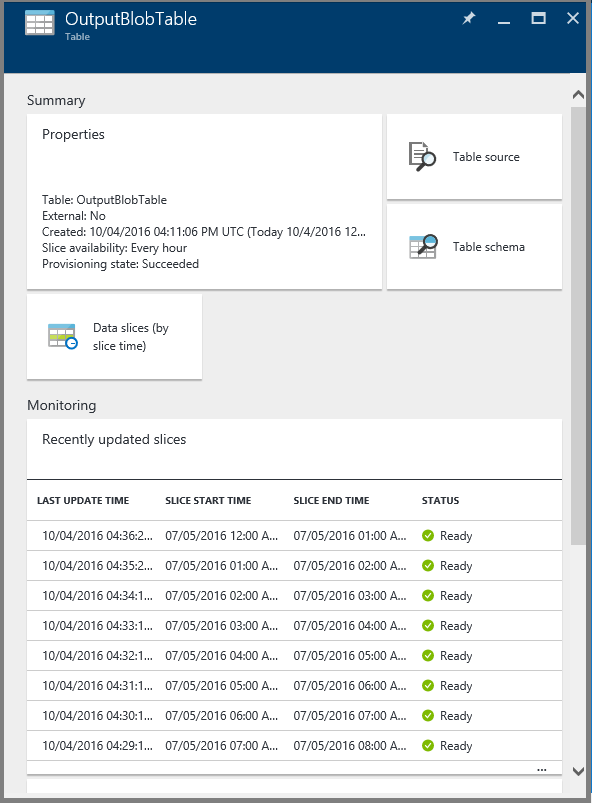 OutputBlobTable
Table
Summary
Properties
Table: OutputBlobTable
External: No
Created: 10/04/2016 04:11:06 PM UTC (Today 10/4/2016 12...
Slice availability: Every hour
Provisioning state: Succeeded
Table source
Table schema
Data slices (by
slice time)
Monitoring
Recently updated slices
LAST UPDATE TIME SLICE START TIME SLICE END TIME STATUS
10/04/2016 04:36:2... 07/05/2016 12:00 A... 07/05/2016 01:00 A... Ready
10/04/2016 04:35:2... 07/05/2016 01:00 A... 07/05/2016 02:00 A... Ready
10/04/2016 04:34:1... 07/05/2016 02:00 A... 07/05/2016 03:00 A... Ready
10/04/2016 04:33:1... 07/05/2016 03:00 A... 07/05/2016 04:00 A... Ready
10/04/2016 04:32:1... 07/05/2016 04:00 A... 07/05/2016 05:00 A... Ready
10/04/2016 04:31:1... 07/05/2016 05:00 A... 07/05/2016 06:00 A... Ready
10/04/2016 04:30:1... 07/05/2016 06:00 A... 07/05/2016 07:00 A... Ready
10/04/2016 04:29:1... 07/05/2016 07:00 A... 07/05/2016 08:00 A... Ready
...